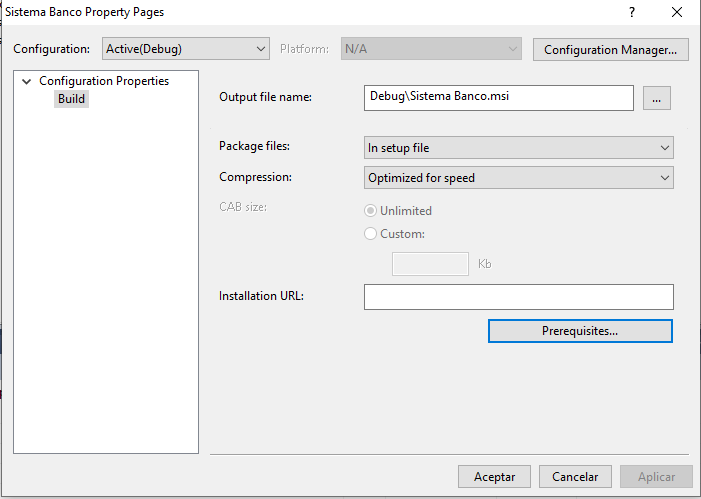 Sistema Banco Property Pages
Configuration: Active(Debug) Platform: N/A Configuration Manager...
Configuration Properties
Build
Output file name: Debug\Sistema Banco.msi ...
Package files: In setup file
Compression: Optimized for speed
CAB size: Unlimited
Custom:
Kb
Installation URL:
Prerequisites...
Aceptar Cancelar Aplicar